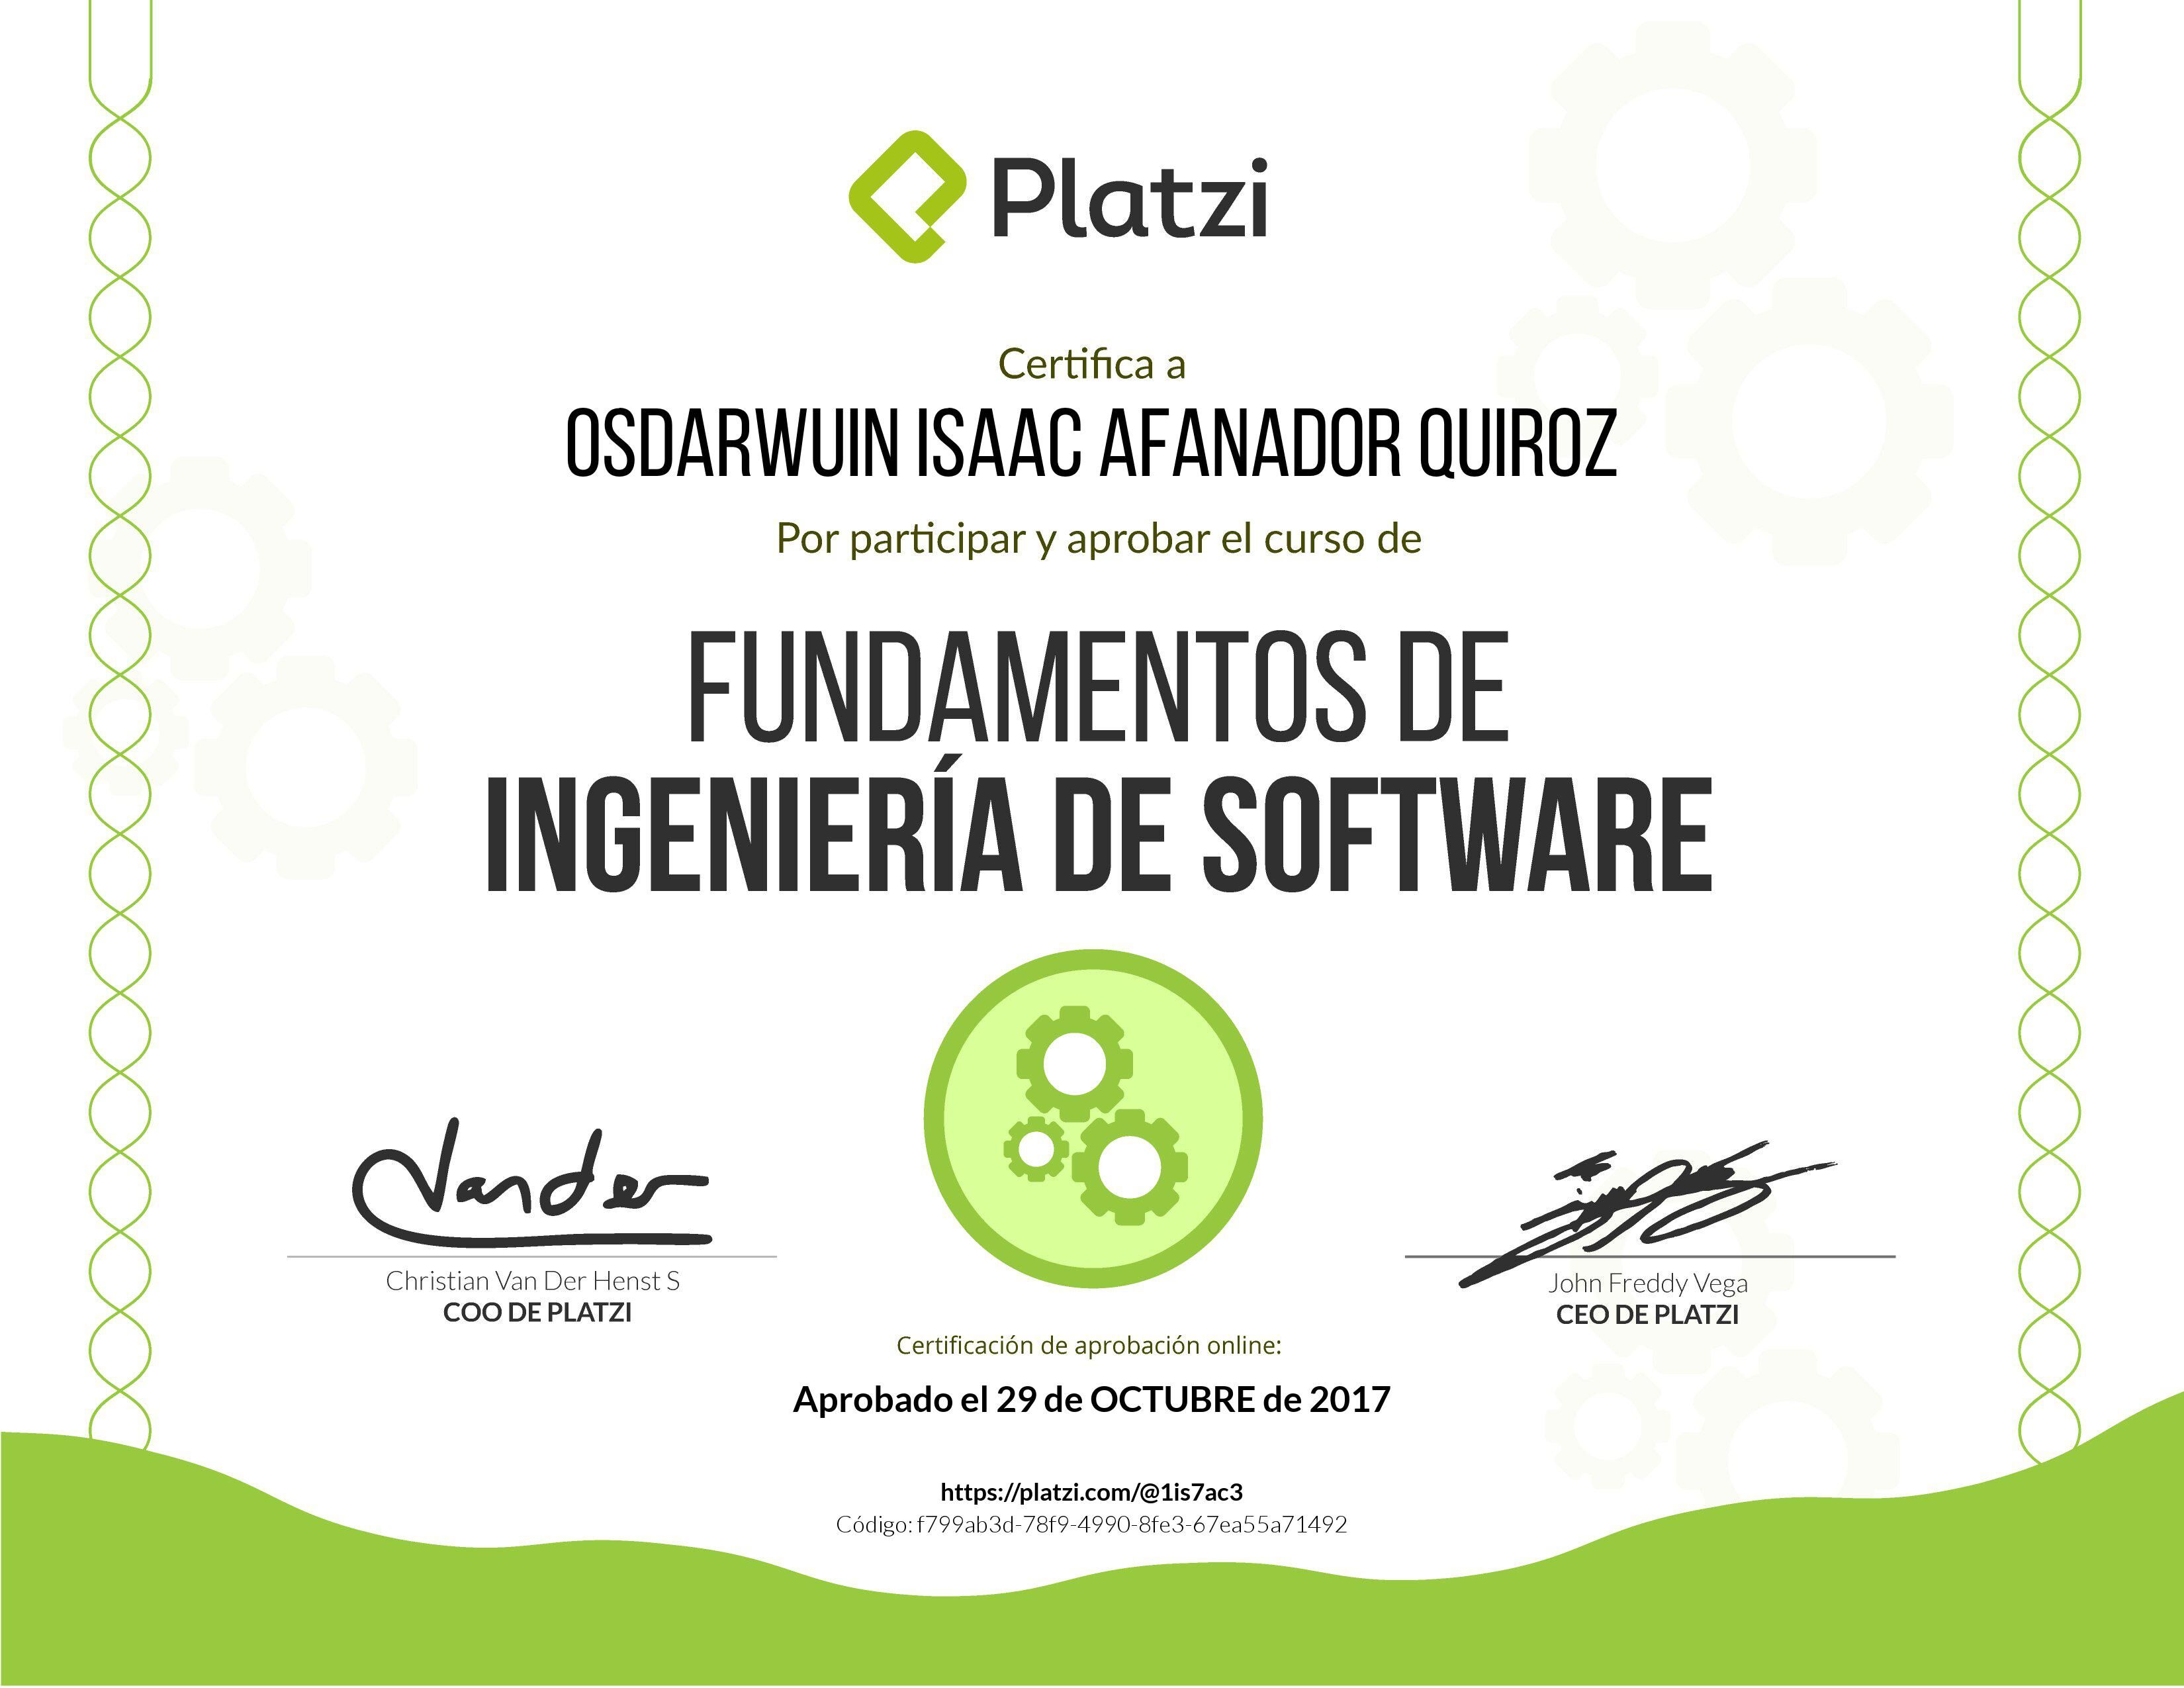 Platzi
Certifica a
OSDARWUIN ISAAC AFANADOR QUIROZ
Por participar y aprobar el curso de
FUNDAMENTOS DE
INGENIERÍA DE SOFTWARE
Vander
Christian Van Der Henst S
COO DE PLATZI
John Freddy Vega
CEO DE PLATZI
Certificación de aprobación online:
Aprobado el 29 de OCTUBRE de 2017
https://platzi.com/@1is7ac3
Código: f799ab3d-78f9-4990-8fe3-67ea55a71492